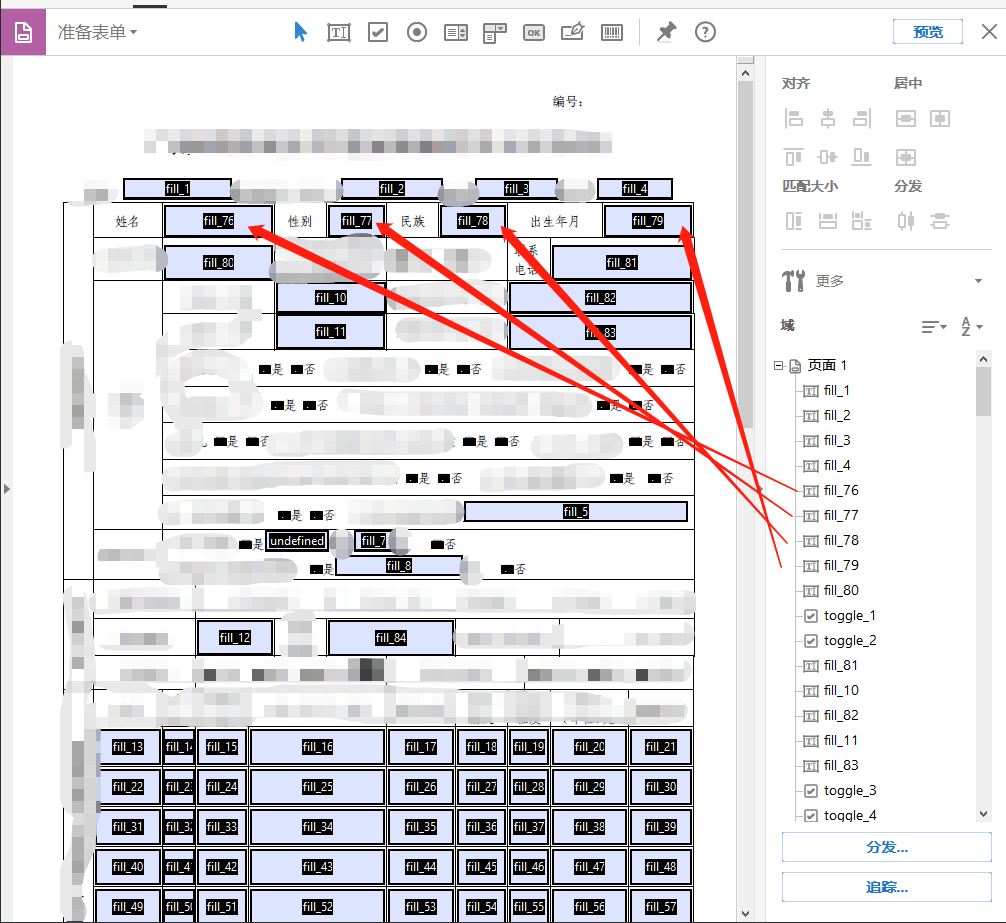 准备表单
OK
预览
编号：
fill_1 fill_2 fill_3 fill_4
姓名 fill_76 性别 fill_77 民族 fill_78 出生年月 fill_79
fill_80 fill_81
电话
fill_10 fill_82
fill_11 fill_83
是 否 是 否 是 否
是 否 是 否
是 否 是 否 是 否
是 否 是 否
是 否 fill_5
是 undefined fill_7 否
是 fill_8 否
fill_12 fill_84
fill_13 fill_15 fill_16 fill_17 fill_18 fill_19 fill_20 fill_21
fill_22 fill_24 fill_25 fill_26 fill_27 fill_28 fill_29 fill_30
fill_31 fill_33 fill_34 fill_35 fill_36 fill_37 fill_38 fill_39
fill_40 fill_42 fill_43 fill_44 fill_45 fill_46 fill_47 fill_48
fill_49 fill_51 fill_52 fill_53 fill_54 fill_55 fill_56 fill_57
对齐 居中
匹配大小 分发
更多
域
页面 1
fill_1
fill_2
fill_3
fill_4
fill_76
fill_77
fill_78
fill_79
fill_80
toggle_1
toggle_2
fill_81
fill_10
fill_82
fill_11
fill_83
toggle_3
toggle_4
分发...
追踪...